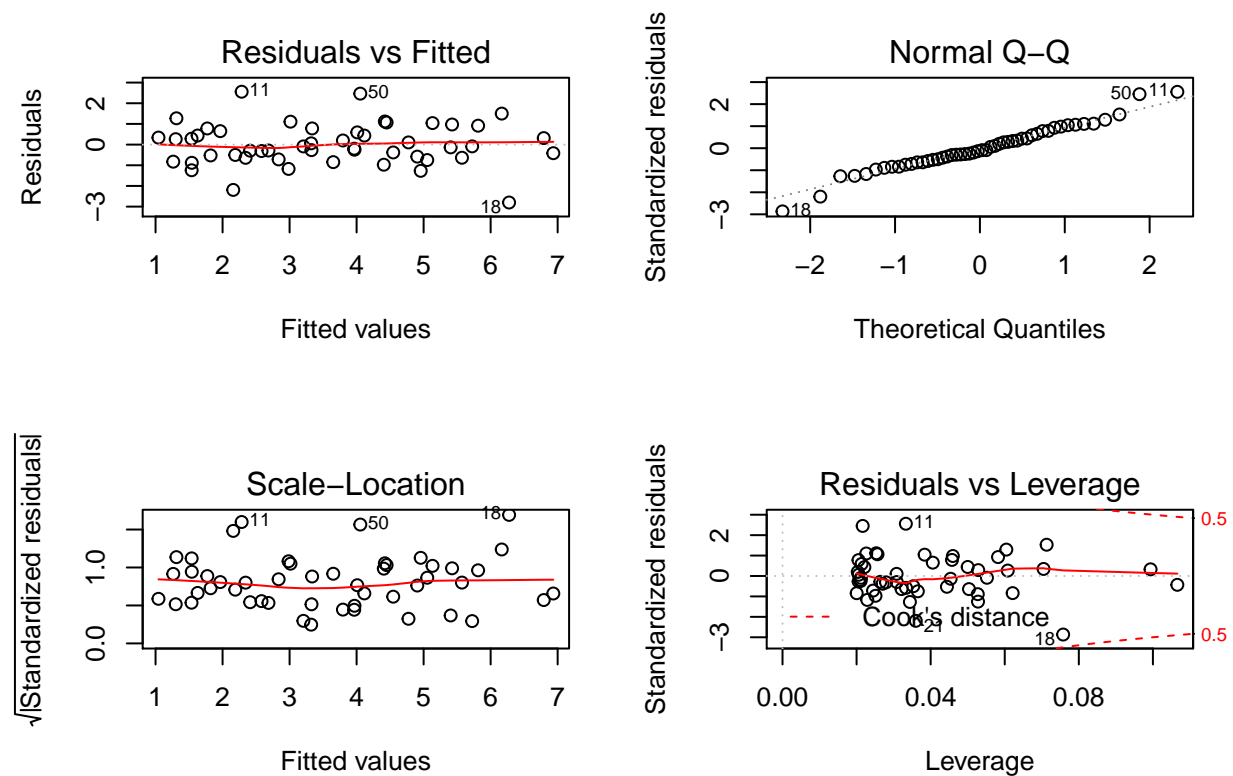 Residuals vs Fitted
Residuals
2
0
−3
11
50
18
1 2 3 4 5 6 7
Fitted values
Normal Q−Q
Standardized residuals
2
0
−3
50 11
18
−2 −1 0 1 2
Theoretical Quantiles
Scale−Location
√|Standardized residuals|
1.0
0.0
11
50
18
1 2 3 4 5 6 7
Fitted values
Residuals vs Leverage
Standardized residuals
2
0
−3
0.5
11
Cook's distance
21
18
0.5
0.00 0.04 0.08
Leverage